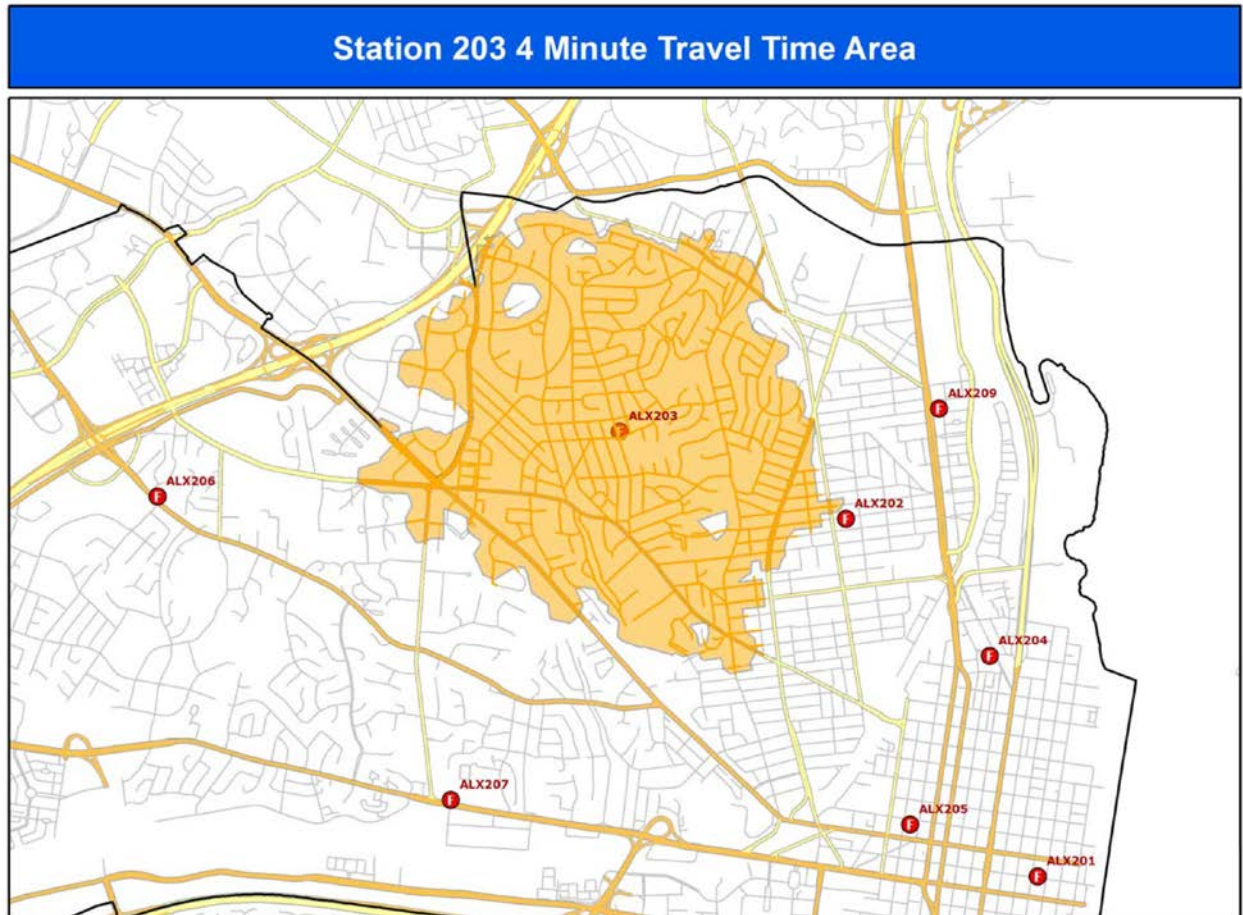 Station 203 4 Minute Travel Time Area
ALX209
ALX203
ALX206
F
ALX202
F
F
F
F
ALX204
F
ALX207
F
ALX205
F
ALX201
F